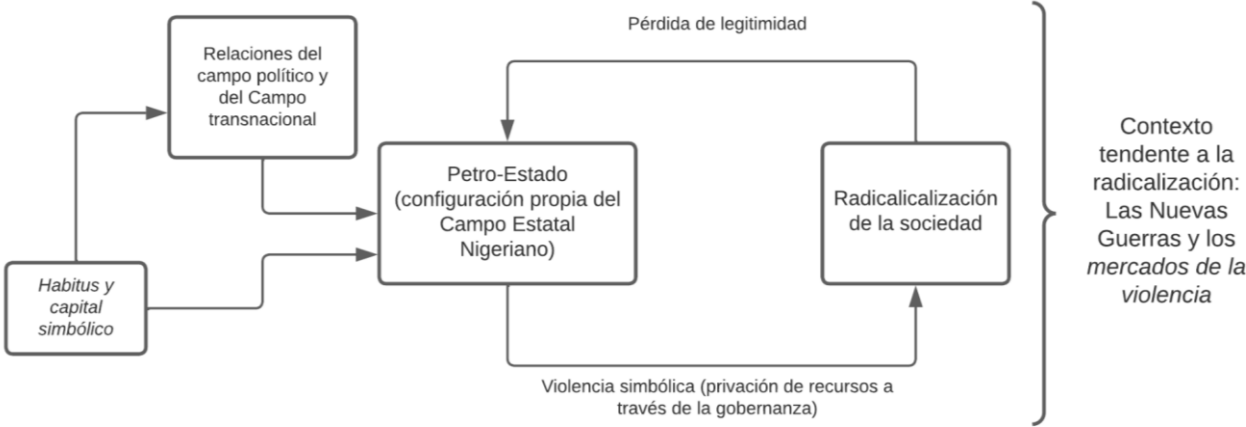 Pérdida de legitimidad
Relaciones del
campo político y
del Campo
transnacional
Petro-Estado
(configuración propia del
Campo Estatal
Nigeriano)
Radicalicalización
de la sociedad
Habitus y
capital
simbólico
Violencia simbólica (privación de recursos a
través de la gobernanza)
Contexto
tendente a la
radicalización:
Las Nuevas
Guerras y los
mercados de la
violencia